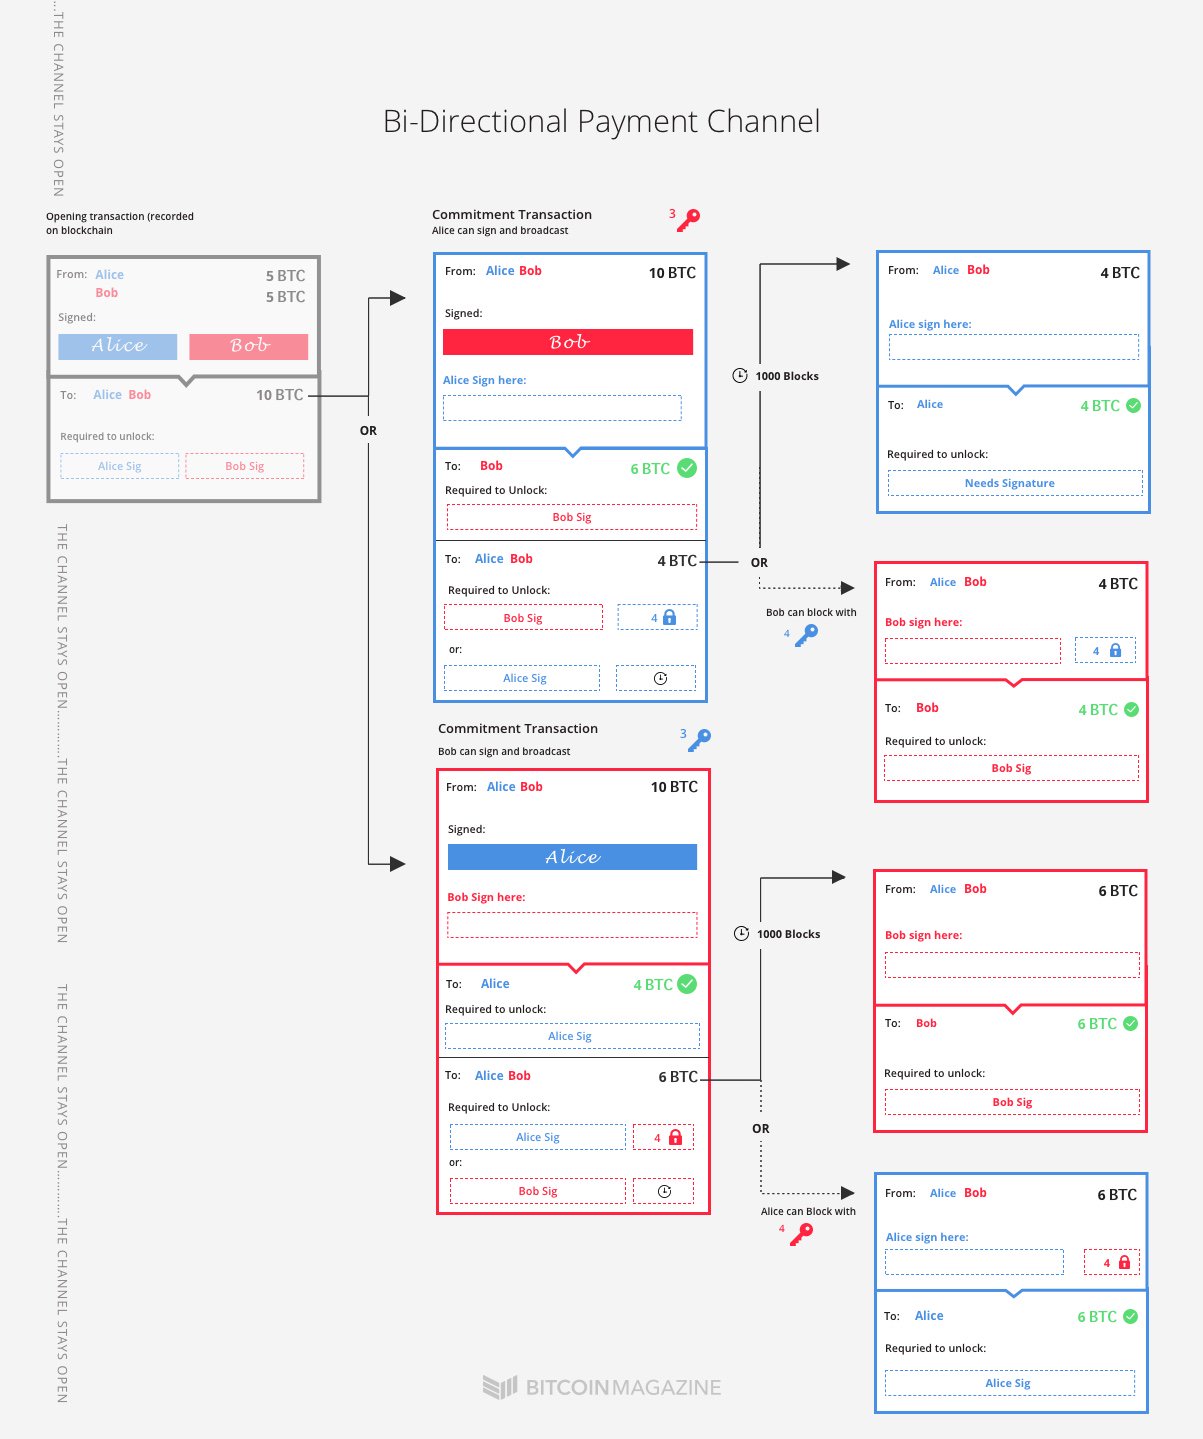 ...THE CHANNEL STAYS OPEN
Bi-Directional Payment Channel
Opening transaction (recorded
on blockchain
From: Alice 5 BTC
Bob 5 BTC
Signed:
Alice Bob
To: Alice Bob 10 BTC
Required to unlock:
Alice Sig Bob Sig
THE CHANNEL STAYS OPEN............THE CHANNEL STAYS OPEN
THE CHANNEL STAYS OPEN............THE CHANNEL STAYS OPEN
OR
Commitment Transaction 3
Alice can sign and broadcast
From: Alice Bob 10 BTC
Signed:
Bob
Alice Sign here:
To: Bob 6 BTC
Required to Unlock:
Bob Sig
To: Alice Bob 4 BTC
Required to Unlock:
Bob Sig 4
or:
Alice Sig
1000 Blocks
OR
Bob can block with
4
From: Alice Bob 4 BTC
Alice sign here:
To: Alice 4 BTC
Required to unlock:
Needs Signature
From: Alice Bob 4 BTC
Bob sign here:
4
To: Bob 4 BTC
Required to unlock:
Bob Sig
Commitment Transaction 3
Bob can sign and broadcast
From: Alice Bob 10 BTC
Signed:
Alice
Bob Sign here:
To: Alice 4 BTC
Required to unlock:
Alice Sig
To: Alice Bob 6 BTC
Required to Unlock:
Alice Sig 4
or:
Bob Sig
1000 Blocks
OR
Alice can Block with
4
From: Alice Bob 6 BTC
Bob sign here:
To: Bob 6 BTC
Required to unlock:
Bob Sig
From: Alice Bob 6 BTC
Alice sign here:
4
To: Alice 6 BTC
Requried to unlock:
Alice Sig
BITCOINMAGAZINE